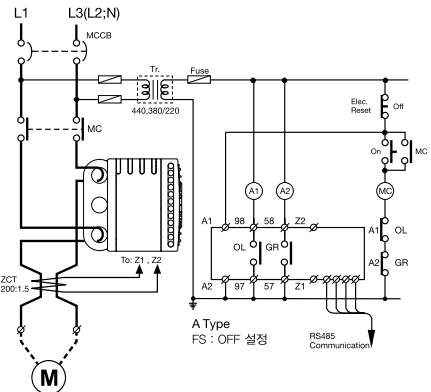 L1
L3(L2;N)
MCCB
Tr.
Fuse
440,380/220
MC
Elec.
Reset
Off
On
MC
A1
A2
MC
A1
98
58
Z2
A1
OL
OL
GR
To: Z1 , Z2
A2
GR
A2
97
57
Z1
ZCT
200:1.5
A Type
FS : OFF 설정
RS485
Communication
M